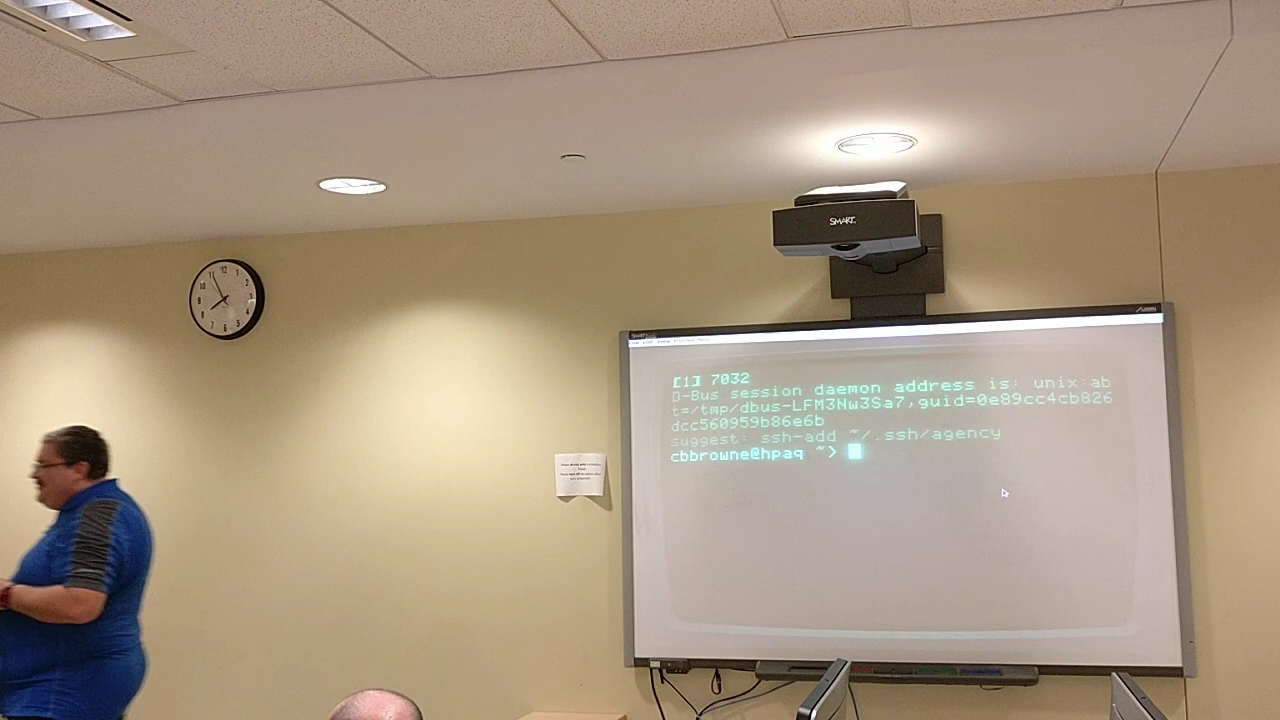 SMART
[1] 7032
D-Bus session daemon address is: unix:ab
t=/tmp/dbus-LFM3Nw3Sa7,guid=0e89cc4cb826
dcc560959b86e6b
suggest: ssh-add ~/.ssh/agency
cbbrowne@hpaq ~>